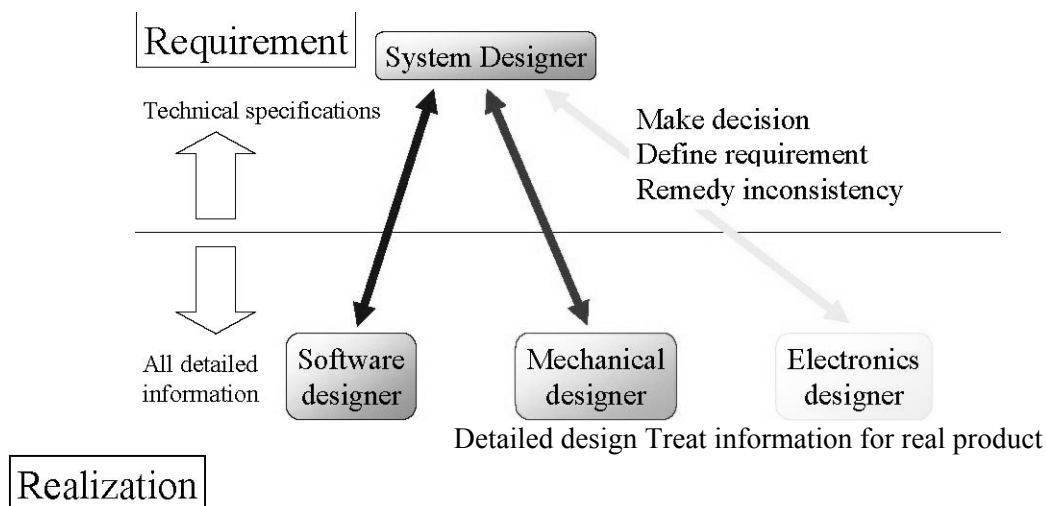 Requirement
System Designer
Technical specifications
Make decision
Define requirement
Remedy inconsistency
All detailed
information
Software
designer
Mechanical
designer
Electronics
designer
Detailed design Treat information for real product
Realization